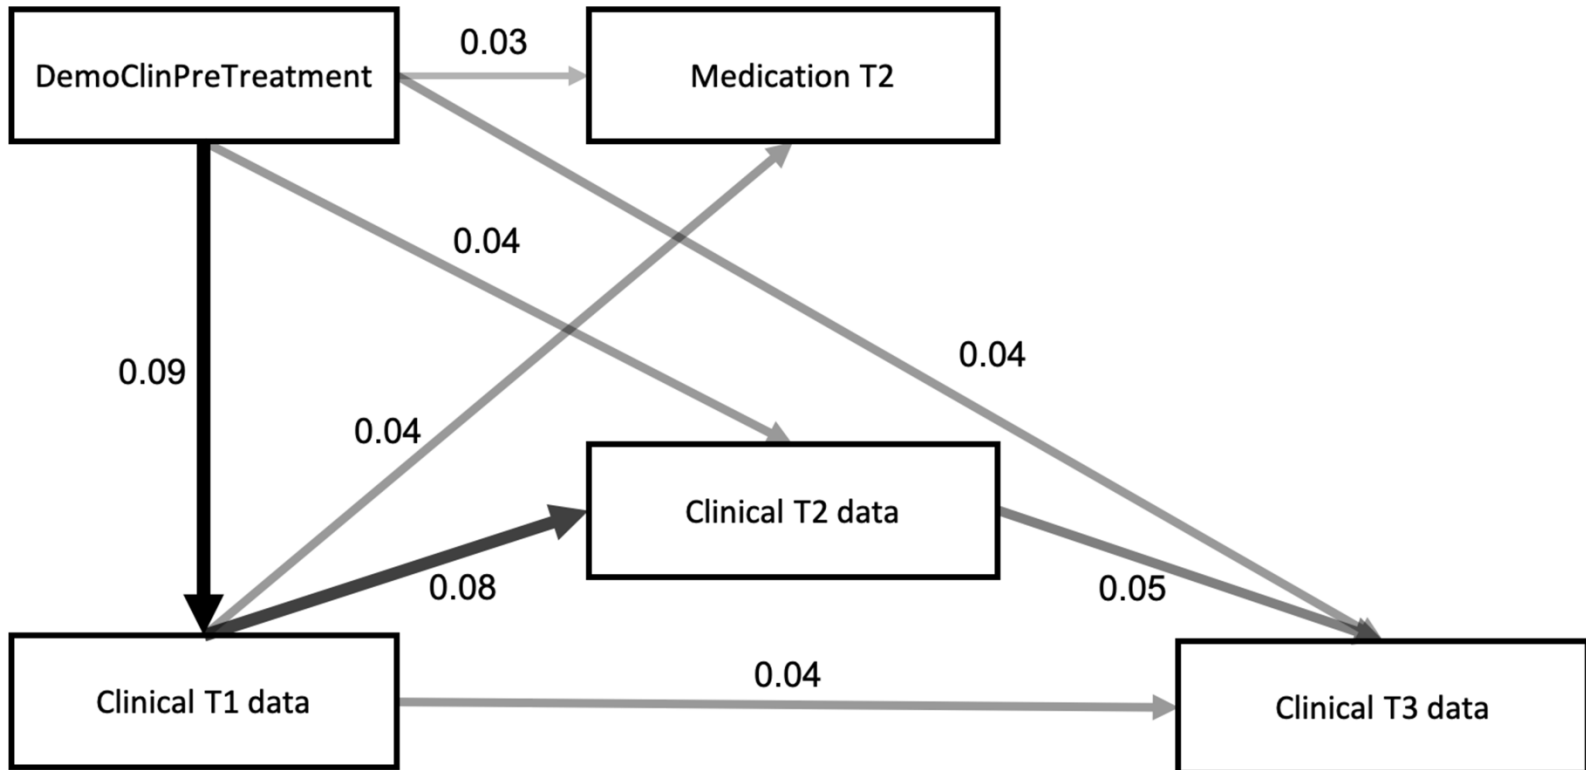 DemoClinPreTreatment
0.03
Medication T2
0.04
0.04
0.09
0.04
Clinical T2 data
0.08
0.05
Clinical T1 data
0.04
Clinical T3 data